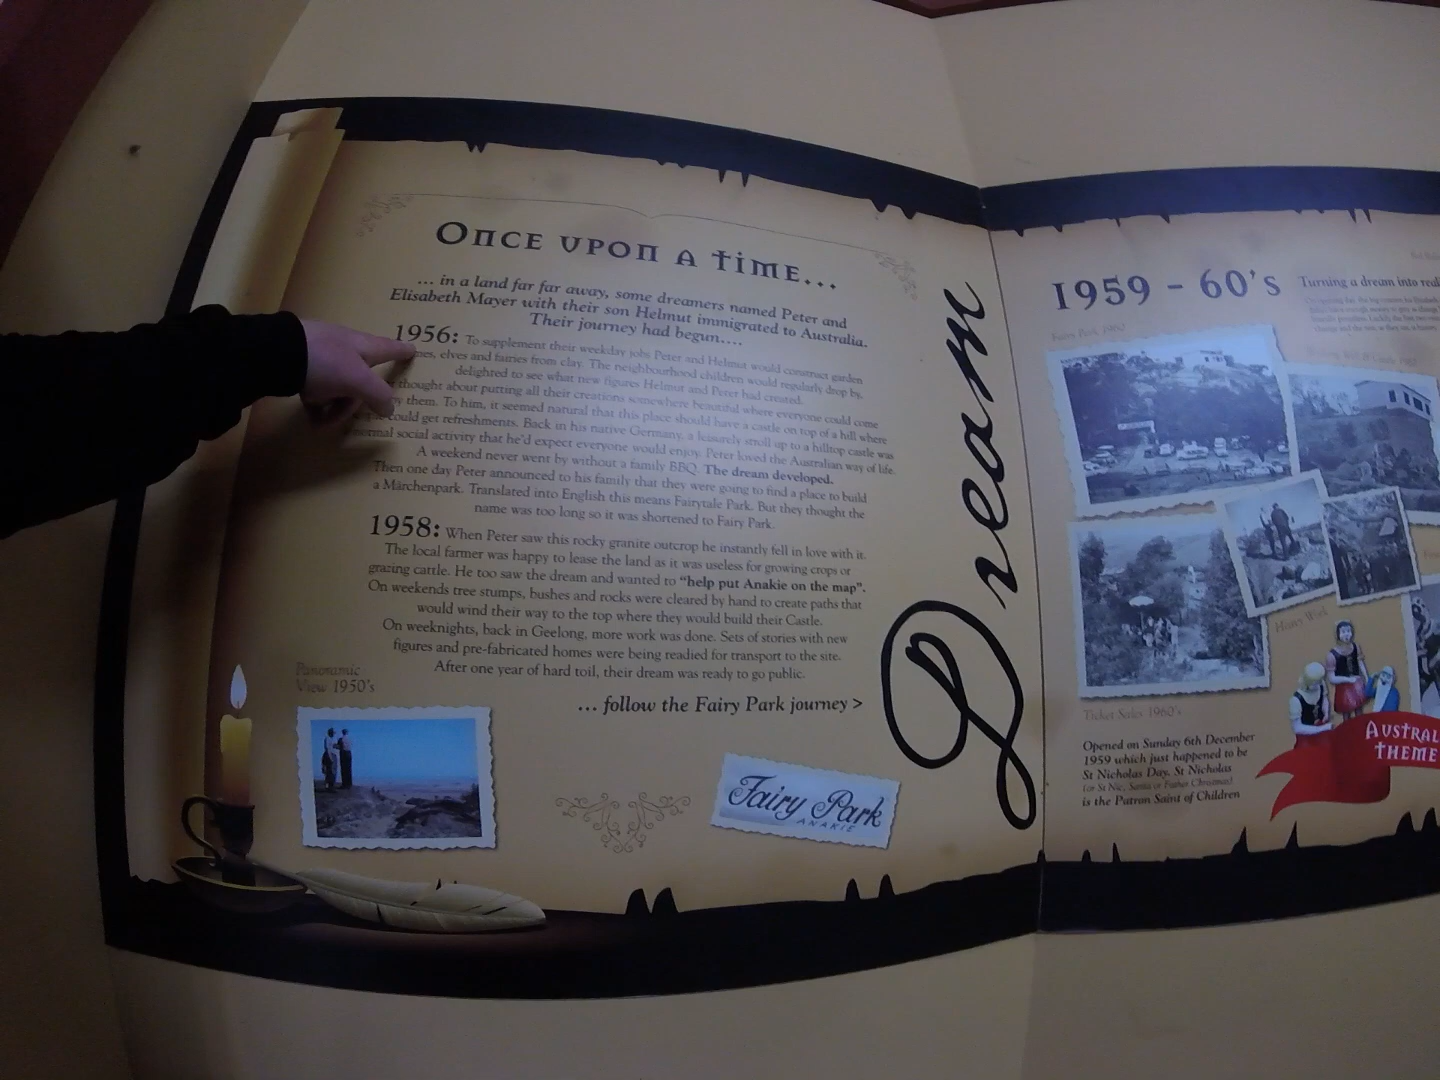 Once upon a time...
... in a land far far away, some dreamers named Peter and
Elisabeth Mayer with their son Helmut immigrated to Australia.
Their journey had begun....
1956: To supplement their weekday jobs Peter and Helmut would construct garden
elves and fairies from clay. The neighbourhood children would regularly drop by,
delighted to see what new figures Helmut and Peter had created.
thought about putting all their creations somewhere beautiful where everyone could come
them. To him, it seemed natural that this place should have a castle on top of a hill where
could get refreshments. Back in his native Germany, a leisurely stroll up to a hilltop castle was
normal social activity that he'd expect everyone would enjoy. Peter loved the Australian way of life.
A weekend never went by without a family BBQ. The dream developed.
Then one day Peter announced to his family that they were going to find a place to build
a Märchenpark. Translated into English this means Fairytale Park. But they thought the
name was too long so it was shortened to Fairy Park.
1958: When Peter saw this rocky granite outcrop he instantly fell in love with it.
The local farmer was happy to lease the land as it was useless for growing crops or
grazing cattle. He too saw the dream and wanted to "help put Anakie on the map".
On weekends tree stumps, bushes and rocks were cleared by hand to create paths that
would wind their way to the top where they would build their Castle.
On weeknights, back in Geelong, more work was done. Sets of stories with new
figures and pre-fabricated homes were being readied for transport to the site.
After one year of hard toil, their dream was ready to go public.
... follow the Fairy Park journey >
Panoramic
View 1950's
Fairy Park
ANAKIE
Dream
1959 - 60's
Turning a dream into
Fairy Park 1960
Heavy Work
Ticket Sales 1960's
Opened on Sunday 6th December
1959 which just happened to be
St Nicholas Day. St Nicholas
(or St Nic, Santa or Father Christmas)
is the Patron Saint of Children
AUSTRAL
THEME